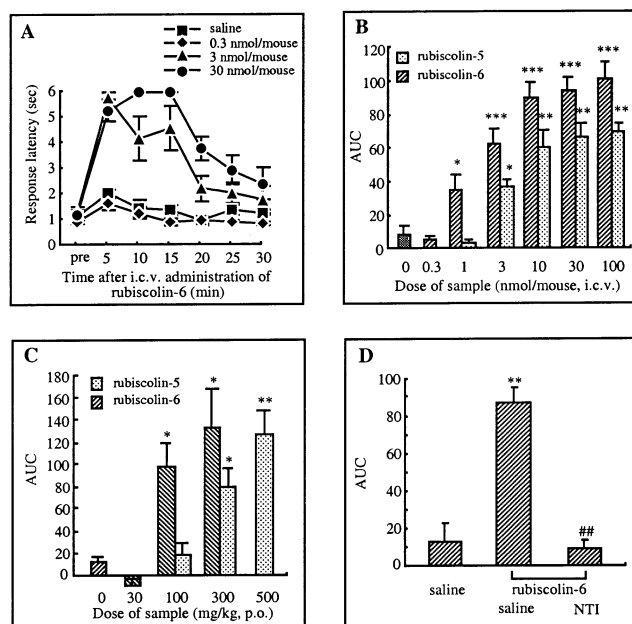 A
saline
0.3 nmol/mouse
3 nmol/mouse
30 nmol/mouse
Response latency (sec)
6
5
4
3
2
1
0
pre 5 10 15 20 25 30
Time after i.c.v. administration of
rubiscolin-6 (min)
B
rubiscolin-5
rubiscolin-6
AUC
120
100
80
60
40
20
0
* *** * *** ** *** ** *** **
0 0.3 1 3 10 30 100
Dose of sample (nmol/mouse, i.c.v.)
C
rubiscolin-5
rubiscolin-6
AUC
180
160
140
120
100
80
60
40
20
0
* * * **
0 30 100 300 500
Dose of sample (mg/kg, p.o.)
D
AUC
100
80
60
40
20
0
** ##
saline rubiscolin-6
saline NTI